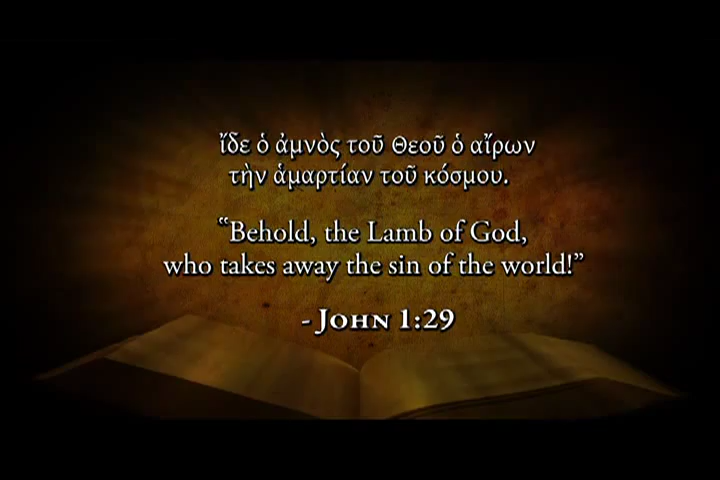 ἴδε ὁ ἀμνὸς τοῦ Θεοῦ ὁ αἴρων
τὴν ἁμαρτίαν τοῦ κόσμου.
“Behold, the Lamb of God,
who takes away the sin of the world!”
- John 1:29